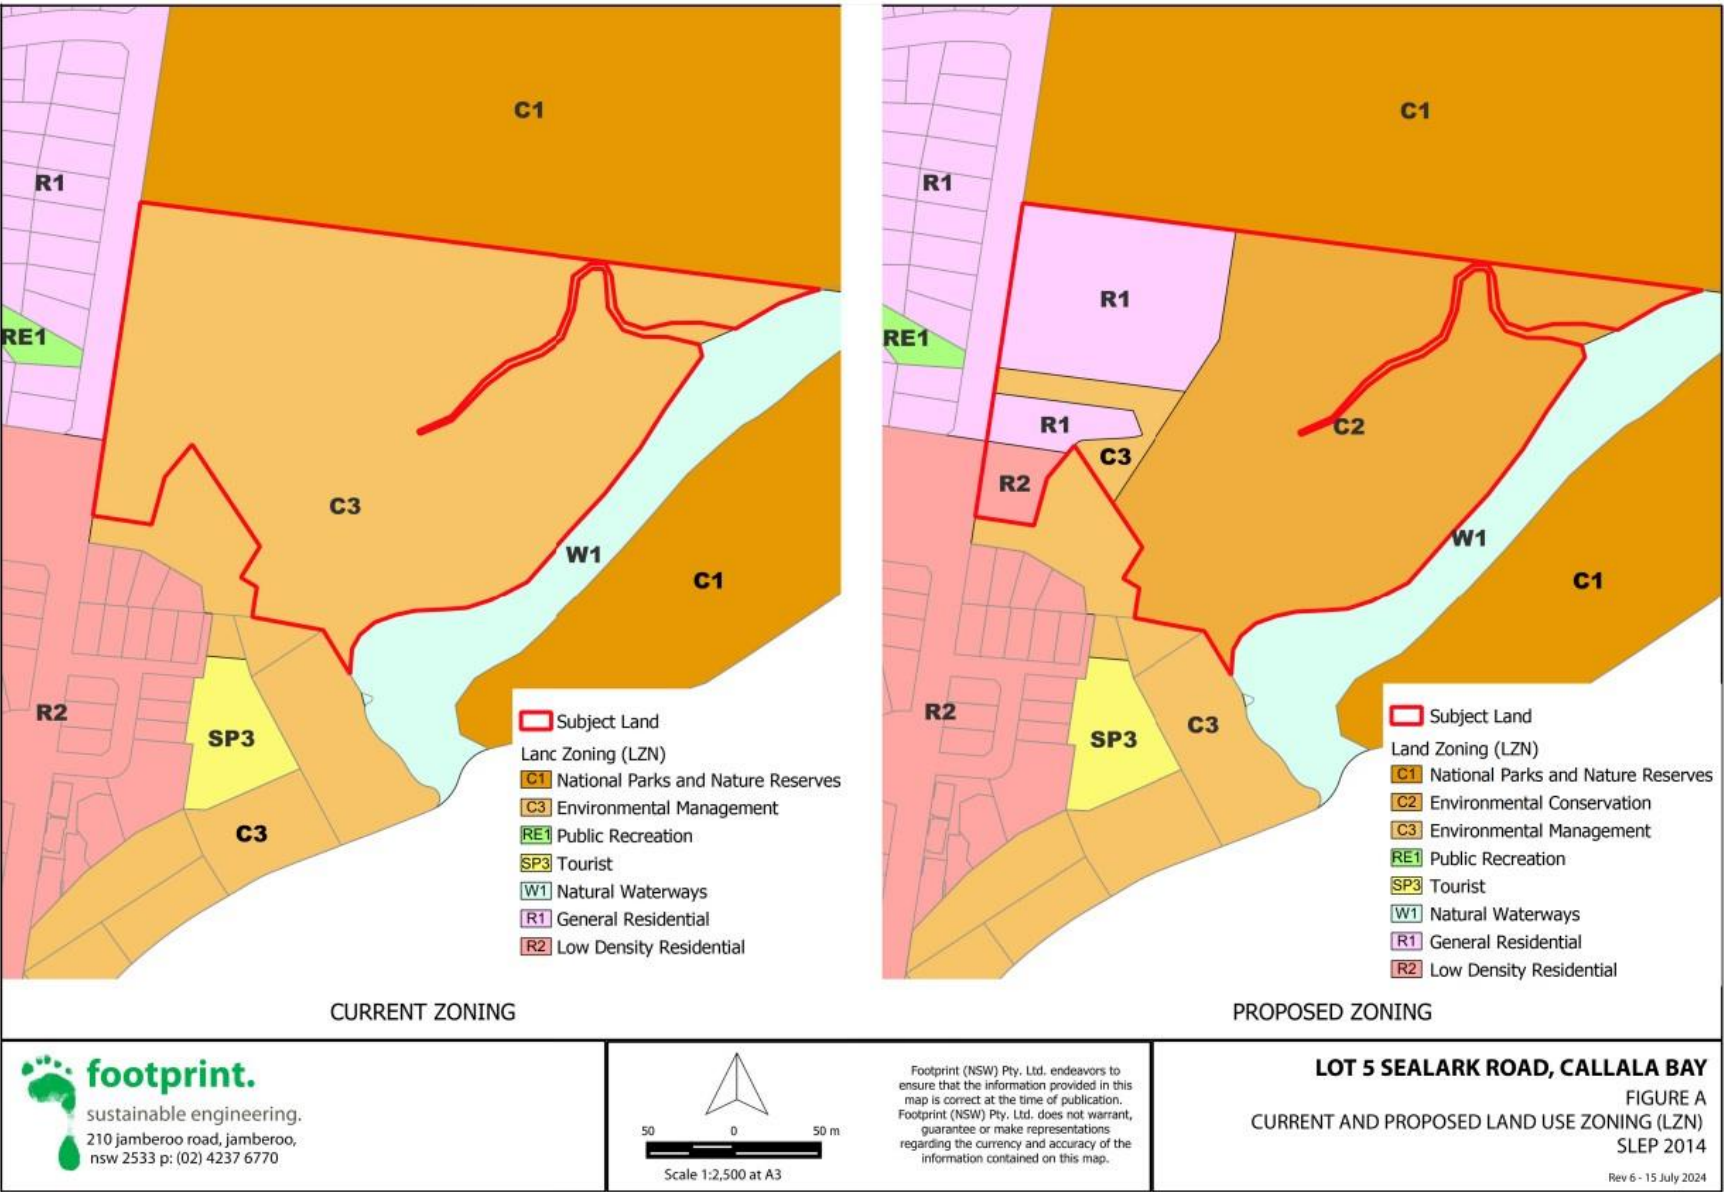 C1
R1
RE1
C3
W1
C1
R2
SP3
C3
Subject Land
Lanc Zoning (LZN)
C1 National Parks and Nature Reserves
C3 Environmental Management
RE1 Public Recreation
SP3 Tourist
W1 Natural Waterways
R1 General Residential
R2 Low Density Residential
CURRENT ZONING
C1
R1
R1
RE1
R1
C2
C3
R2
W1
C1
R2
SP3
C3
Subject Land
Land Zoning (LZN)
C1 National Parks and Nature Reserves
C2 Environmental Conservation
C3 Environmental Management
RE1 Public Recreation
SP3 Tourist
W1 Natural Waterways
R1 General Residential
R2 Low Density Residential
PROPOSED ZONING
footprint.
sustainable engineering.
210 jamberoo road, jamberoo,
nsw 2533 p: (02) 4237 6770
50 0 50 m
Scale 1:2,500 at A3
Footprint (NSW) Pty. Ltd. endeavors to
ensure that the information provided in this
map is correct at the time of publication.
Footprint (NSW) Pty. Ltd. does not warrant,
guarantee or make representations
regarding the currency and accuracy of the
information contained on this map.
LOT 5 SEALARK ROAD, CALLALA BAY
FIGURE A
CURRENT AND PROPOSED LAND USE ZONING (LZN)
SLEP 2014
Rev 6 - 15 July 2024